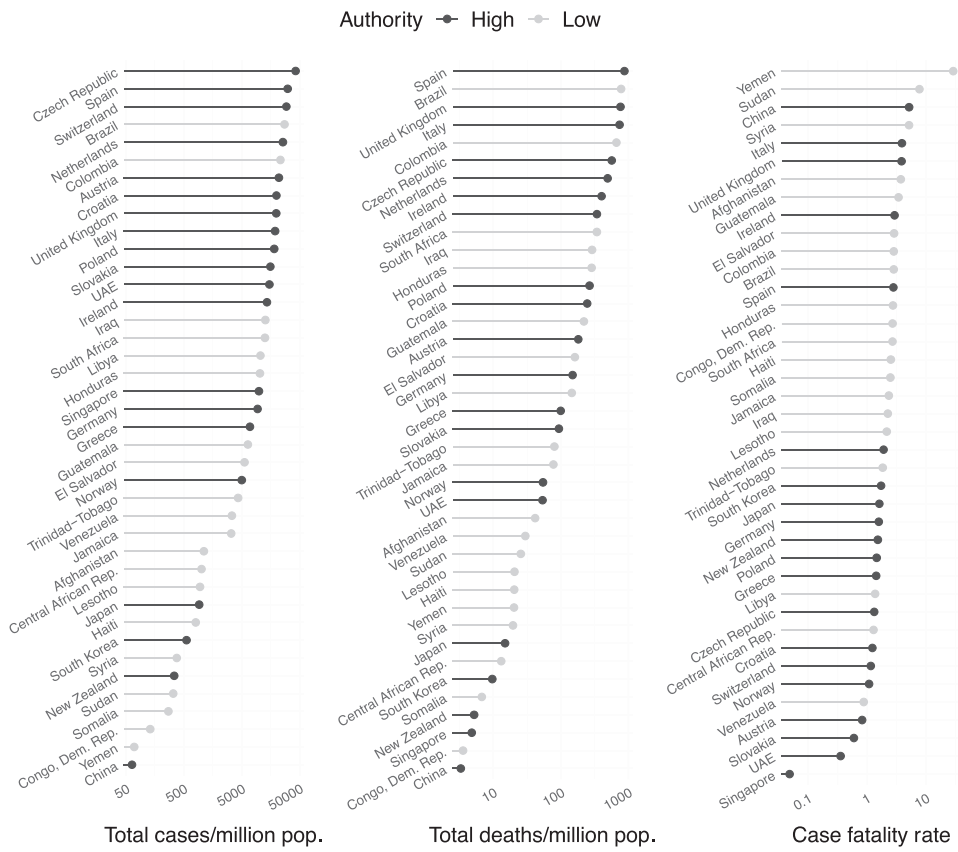 Authority High Low
Czech Republic
Spain
Switzerland
Brazil
Netherlands
Colombia
Austria
Croatia
United Kingdom
Italy
Poland
Slovakia
UAE
Ireland
Iraq
South Africa
Libya
Honduras
Singapore
Germany
Greece
Guatemala
El Salvador
Norway
Trinidad−Tobago
Venezuela
Jamaica
Afghanistan
Central African Rep.
Lesotho
Japan
Haiti
South Korea
Syria
New Zealand
Sudan
Somalia
Congo, Dem. Rep.
Yemen
China
50 500 5000 50000
Total cases/million pop.
Spain
Brazil
United Kingdom
Italy
Colombia
Czech Republic
Netherlands
Ireland
Switzerland
South Africa
Iraq
Honduras
Poland
Croatia
Guatemala
Austria
El Salvador
Germany
Libya
Greece
Slovakia
Trinidad−Tobago
Jamaica
Norway
UAE
Afghanistan
Venezuela
Sudan
Lesotho
Haiti
Yemen
Syria
Japan
Central African Rep.
South Korea
Somalia
New Zealand
Singapore
Congo, Dem. Rep.
China
10 100 1000
Total deaths/million pop.
Yemen
Sudan
China
Syria
Italy
United Kingdom
Afghanistan
Guatemala
Ireland
El Salvador
Colombia
Brazil
Spain
Honduras
Congo, Dem. Rep.
South Africa
Haiti
Somalia
Jamaica
Iraq
Lesotho
Netherlands
Trinidad−Tobago
South Korea
Japan
Germany
New Zealand
Poland
Greece
Libya
Czech Republic
Central African Rep.
Croatia
Switzerland
Norway
Venezuela
Austria
Slovakia
UAE
Singapore
0.1 1 10
Case fatality rate